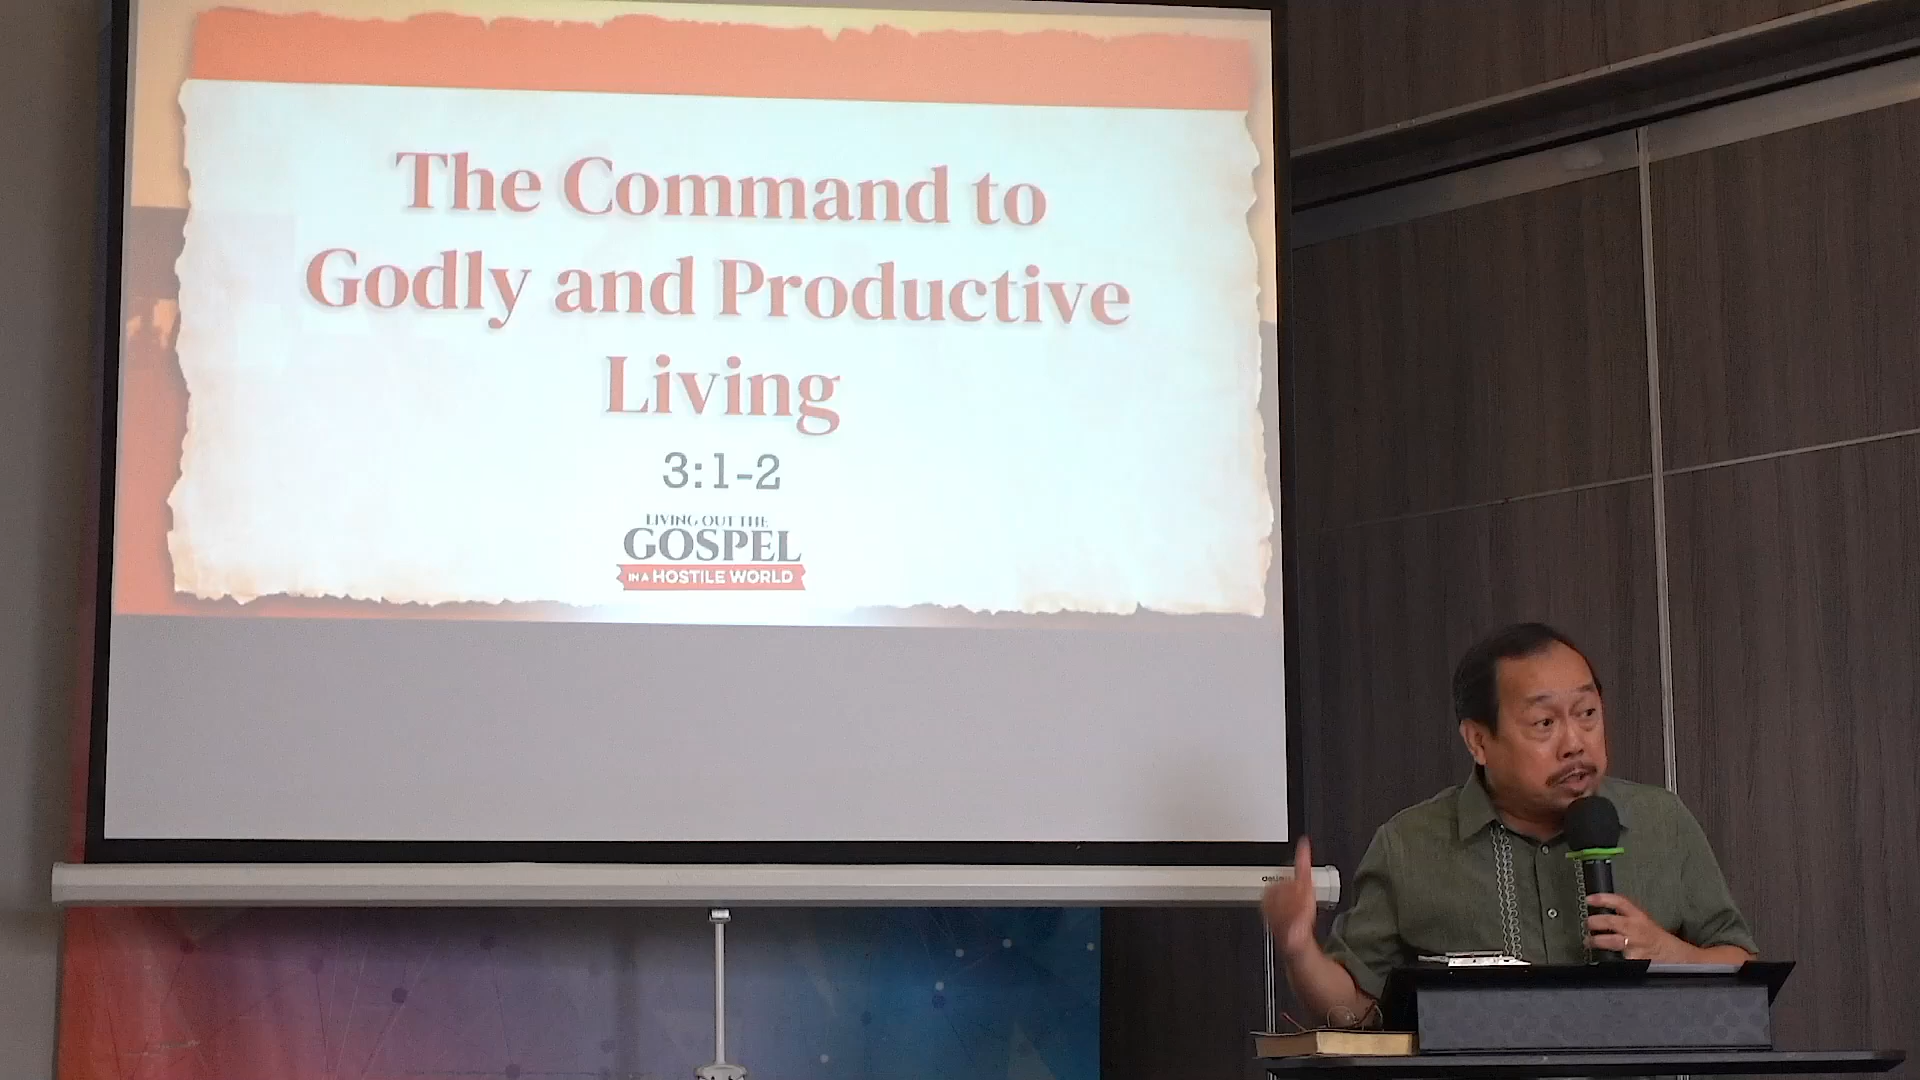 The Command to
Godly and Productive
Living
3:1-2
LIVING OUT THE
GOSPEL
IN A HOSTILE WORLD